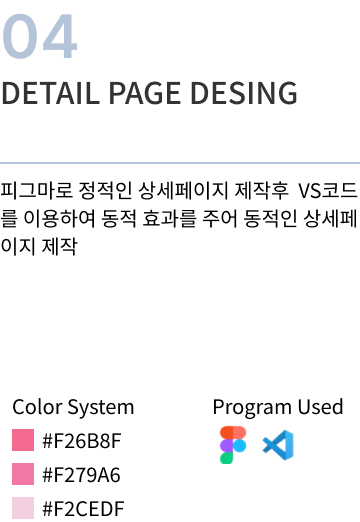 04
DETAIL PAGE DESING
피그마로 정적인 상세페이지 제작후 VS코드
를 이용하여 동적 효과를 주어 동적인 상세페
이지 제작
Color System
Program Used
#F26B8F
#F279A6
#F2CEDF